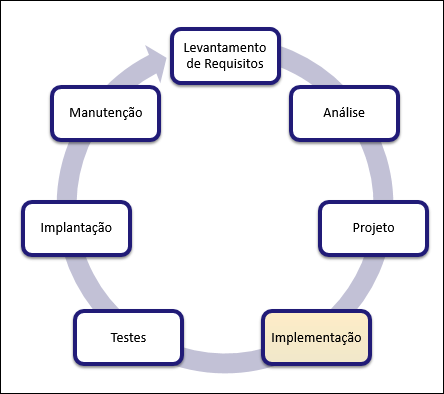 Levantamento
de Requisitos
Análise
Projeto
Implementação
Testes
Implantação
Manutenção